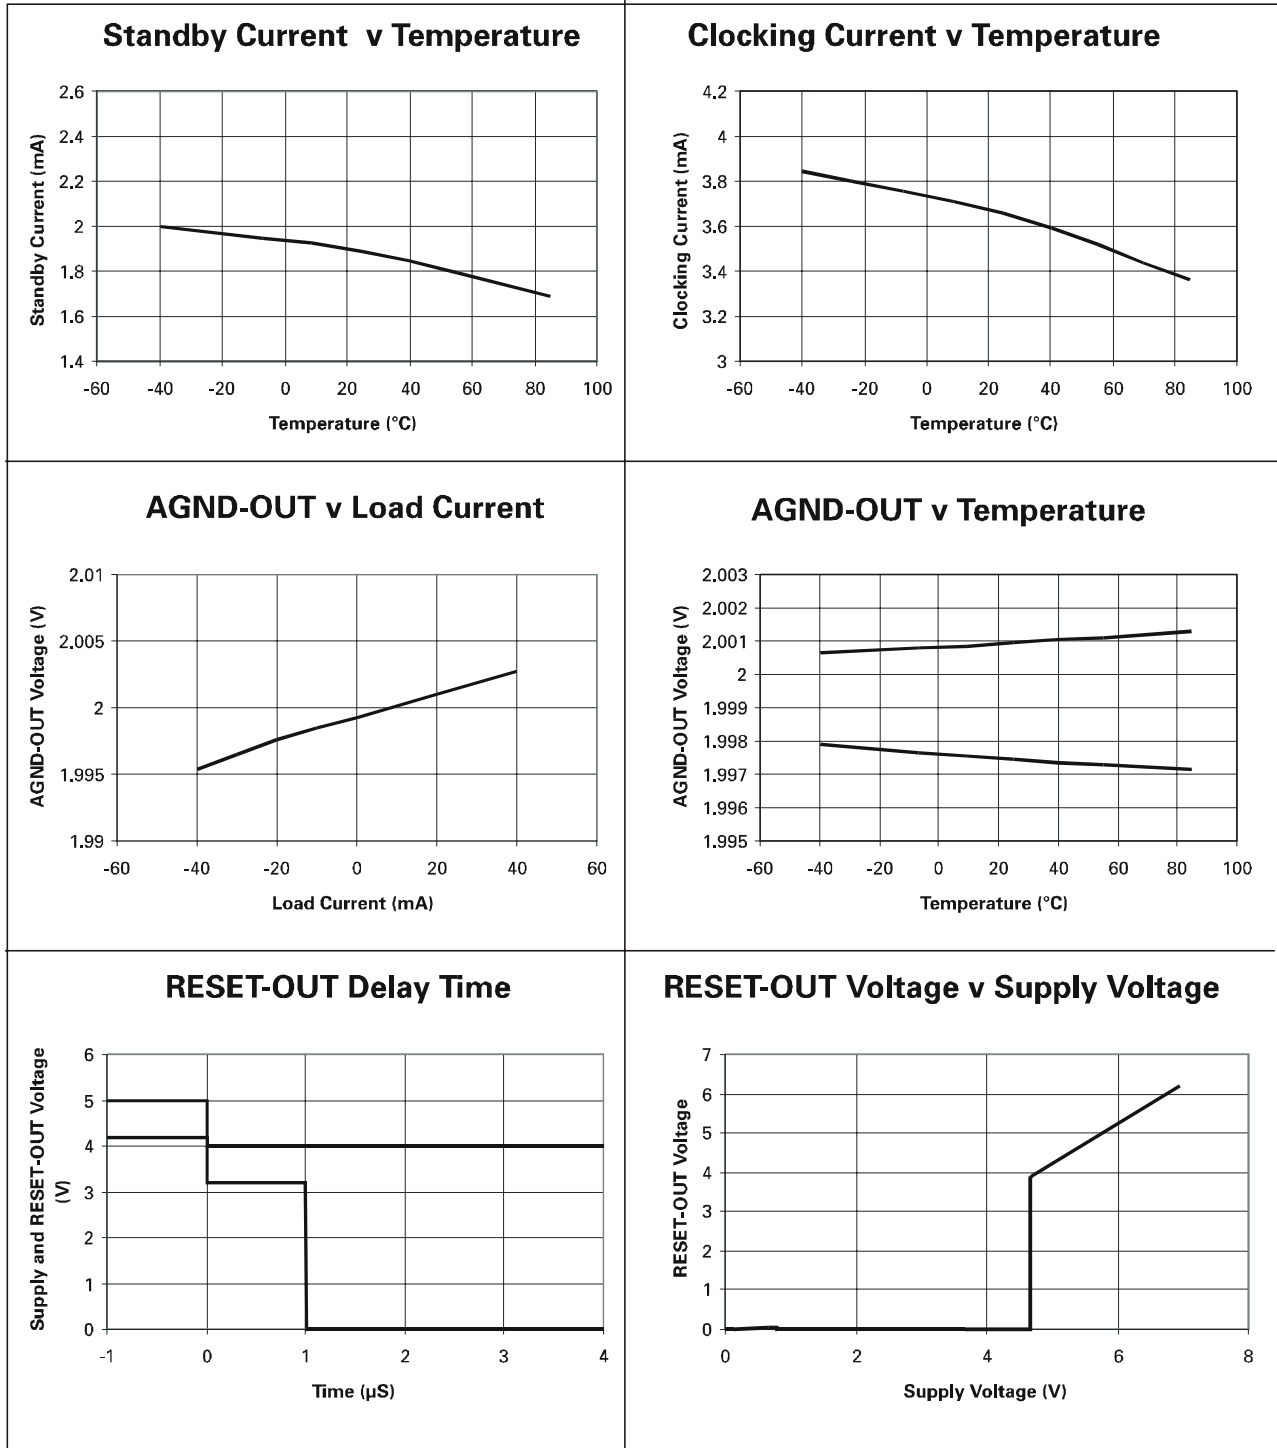 Standby Current v Temperature
2.6
2.4
2.2
2
1.8
1.6
1.4
Standby Current (mA)
-60 -40 -20 0 20 40 60 80 100
Temperature (°C)
Clocking Current v Temperature
4.2
4
3.8
3.6
3.4
3.2
3
Clocking Current (mA)
-60 -40 -20 0 20 40 60 80 100
Temperature (°C)
AGND-OUT v Load Current
2.01
2.005
2
1.995
1.99
AGND-OUT Voltage (V)
-60 -40 -20 0 20 40 60
Load Current (mA)
AGND-OUT v Temperature
2.003
2.002
2.001
2
1.999
1.998
1.997
1.996
1.995
AGND-OUT Voltage (V)
-60 -40 -20 0 20 40 60 80 100
Temperature (°C)
RESET-OUT Delay Time
6
5
4
3
2
1
0
Supply and RESET-OUT Voltage
(V)
-1 0 1 2 3 4
Time (µS)
RESET-OUT Voltage v Supply Voltage
7
6
5
4
3
2
1
0
RESET-OUT Voltage
0 2 4 6 8
Supply Voltage (V)